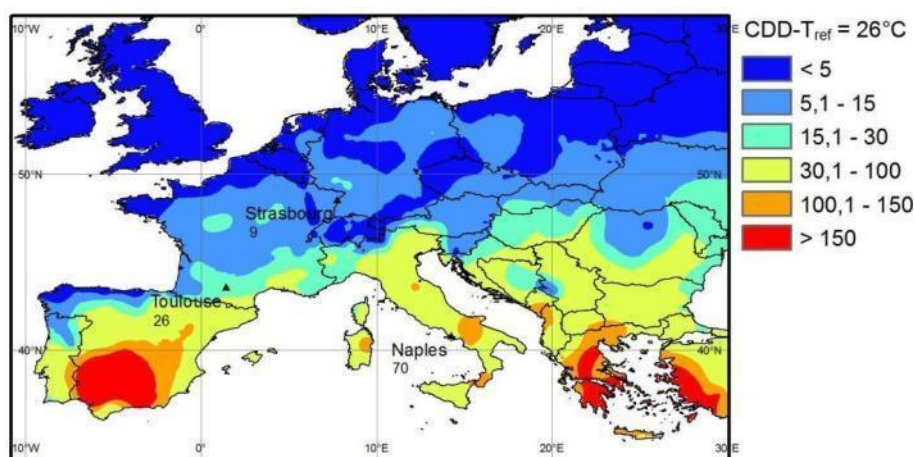 10°W 0° 10°E 20°E 30°E
CDD-Tref = 26°C
< 5
5,1 - 15
15,1 - 30
30,1 - 100
100,1 - 150
> 150
50°N 50°N
Strasbourg
9
Toulouse
26
40°N 40°N
Naples
70
10°W 0° 10°E 20°E 30°E